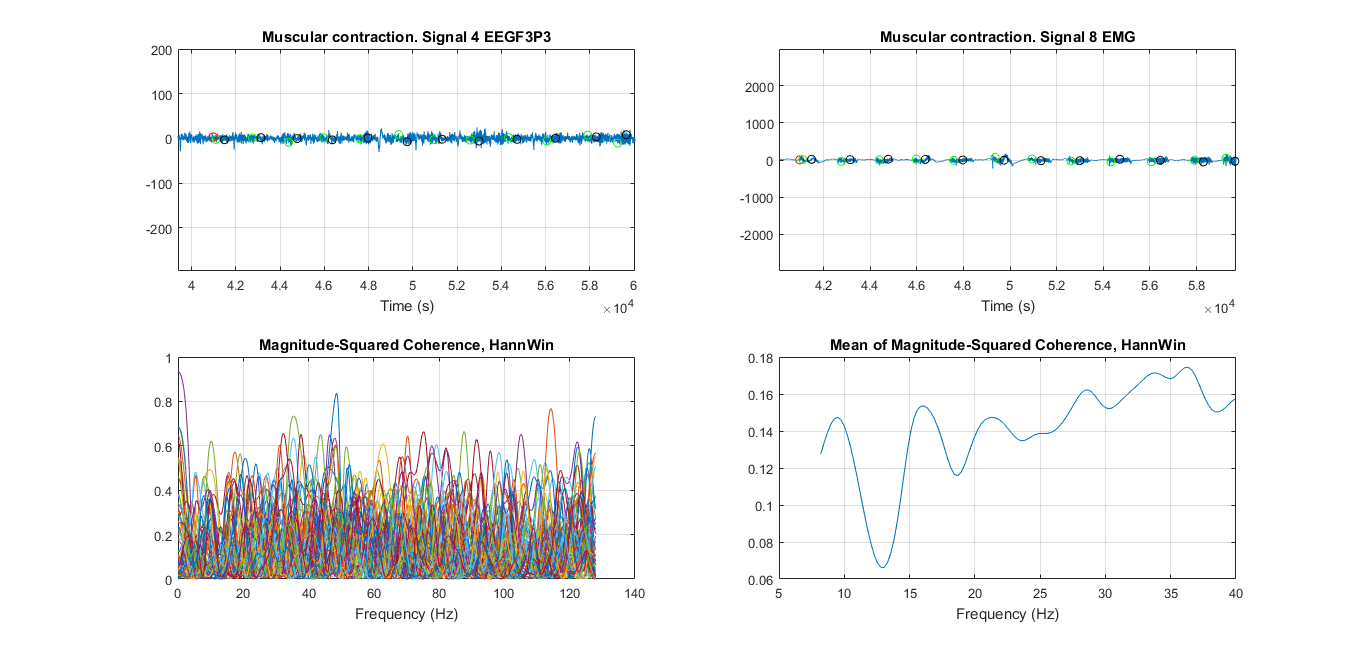 Muscular contraction. Signal 4 EEGF3P3
200
100
0
-100
-200
4 4.2 4.4 4.6 4.8 5 5.2 5.4 5.6 5.8 6
Time (s)
×10^4
Muscular contraction. Signal 8 EMG
2000
1000
0
-1000
-2000
4.2 4.4 4.6 4.8 5 5.2 5.4 5.6 5.8
Time (s)
×10^4
Magnitude-Squared Coherence, HannWin
1
0.8
0.6
0.4
0.2
0
0 20 40 60 80 100 120 140
Frequency (Hz)
Mean of Magnitude-Squared Coherence, HannWin
0.18
0.16
0.14
0.12
0.1
0.08
0.06
5 10 15 20 25 30 35 40
Frequency (Hz)